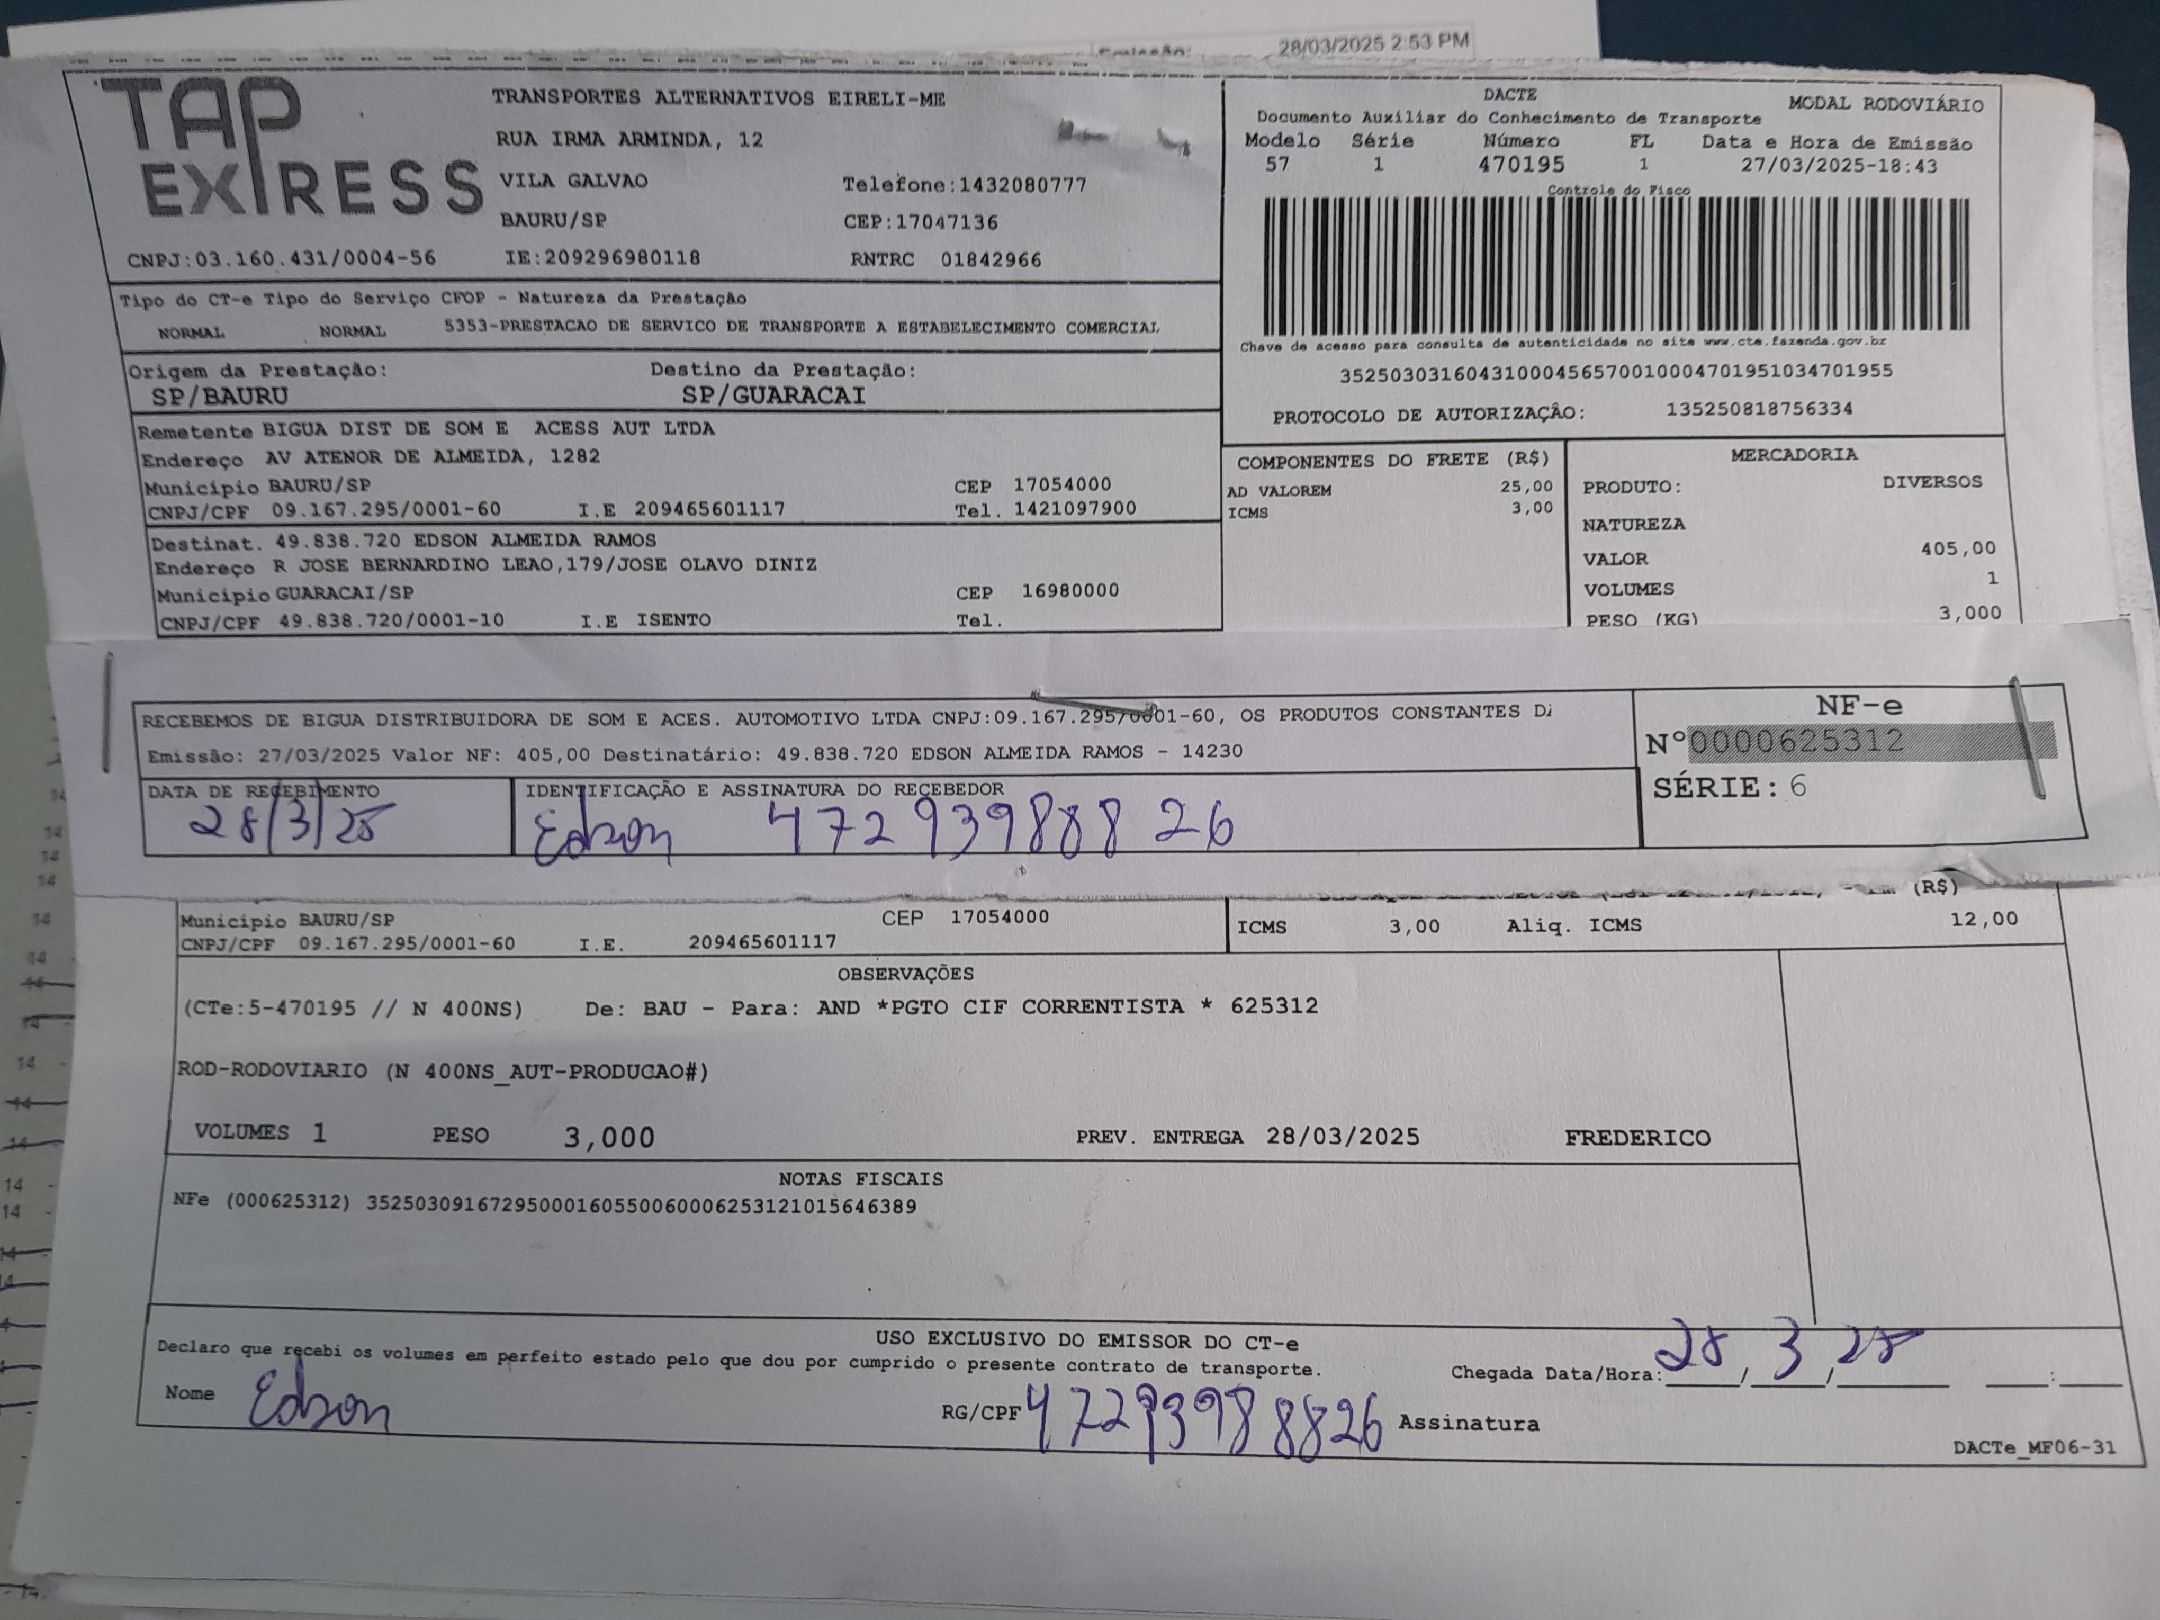 28/03/2025 2:53 PM
TAP EXPRESS
TRANSPORTES ALTERNATIVOS EIRELI-ME
RUA IRMA ARMINDA, 12
VILA GALVAO Telefone:1432080777
BAURU/SP CEP:17047136
CNPJ:03.160.431/0004-56 IE:209296980118 RNTRC 01842966
DACTE MODAL RODOVIÁRIO
Documento Auxiliar do Conhecimento de Transporte
Modelo Série Número FL Data e Hora de Emissão
57 1 470195 1 27/03/2025-18:43
Controle do Fisco
Chave de acesso para consulta de autenticidade no site www.cte.fazenda.gov.br
35250303160431000456570010004701951034701955
PROTOCOLO DE AUTORIZAÇÃO: 135250818756334
Tipo do CT-e Tipo do Serviço CFOP - Natureza da Prestação
NORMAL NORMAL 5353-PRESTACAO DE SERVICO DE TRANSPORTE A ESTABELECIMENTO COMERCIAL
Origem da Prestação: Destino da Prestação:
SP/BAURU SP/GUARACAI
Remetente BIGUA DIST DE SOM E ACESS AUT LTDA
Endereço AV ATENOR DE ALMEIDA, 1282
Município BAURU/SP CEP 17054000
CNPJ/CPF 09.167.295/0001-60 I.E 209465601117 Tel. 1421097900
Destinat. 49.838.720 EDSON ALMEIDA RAMOS
Endereço R JOSE BERNARDINO LEAO,179/JOSE OLAVO DINIZ
Município GUARACAI/SP CEP 16980000
CNPJ/CPF 49.838.720/0001-10 I.E ISENTO Tel.
COMPONENTES DO FRETE (R$)
AD VALOREM 25,00
ICMS 3,00
MERCADORIA
PRODUTO: DIVERSOS
NATUREZA
VALOR 405,00
VOLUMES 1
PESO (KG) 3,000
RECEBEMOS DE BIGUA DISTRIBUIDORA DE SOM E ACES. AUTOMOTIVO LTDA CNPJ:09.167.295/0001-60, OS PRODUTOS CONSTANTES
Emissão: 27/03/2025 Valor NF: 405,00 Destinatário: 49.838.720 EDSON ALMEIDA RAMOS - 14230
DATA DE RECEBIMENTO IDENTIFICAÇÃO E ASSINATURA DO RECEBEDOR
28/3/25 Edson 472939888 26
NF-e
Nº0000625312
SÉRIE: 6
(R$)
Município BAURU/SP CEP 17054000
CNPJ/CPF 09.167.295/0001-60 I.E. 209465601117
ICMS 3,00 Aliq. ICMS 12,00
OBSERVAÇÕES
(CTe:5-470195 // N 400NS) De: BAU - Para: AND *PGTO CIF CORRENTISTA * 625312
ROD-RODOVIARIO (N 400NS_AUT-PRODUCAO#)
VOLUMES 1 PESO 3,000 PREV. ENTREGA 28/03/2025 FREDERICO
NOTAS FISCAIS
NFe (000625312) 35250309167295000160550060006253121015646389
USO EXCLUSIVO DO EMISSOR DO CT-e
Declaro que recebi os volumes em perfeito estado pelo que dou por cumprido o presente contrato de transporte.
Chegada Data/Hora: 28/3/25 :
Nome Edson RG/CPF 47293988826 Assinatura
DACTe_MF06-31